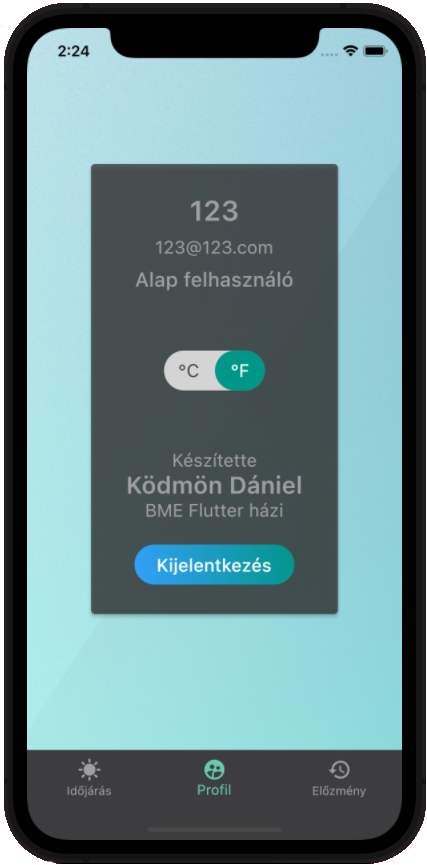 2:24
123
123@123.com
Alap felhasználó
°C °F
Készítette
Ködmön Dániel
BME Flutter házi
Kijelentkezés
Időjárás Profil Előzmény